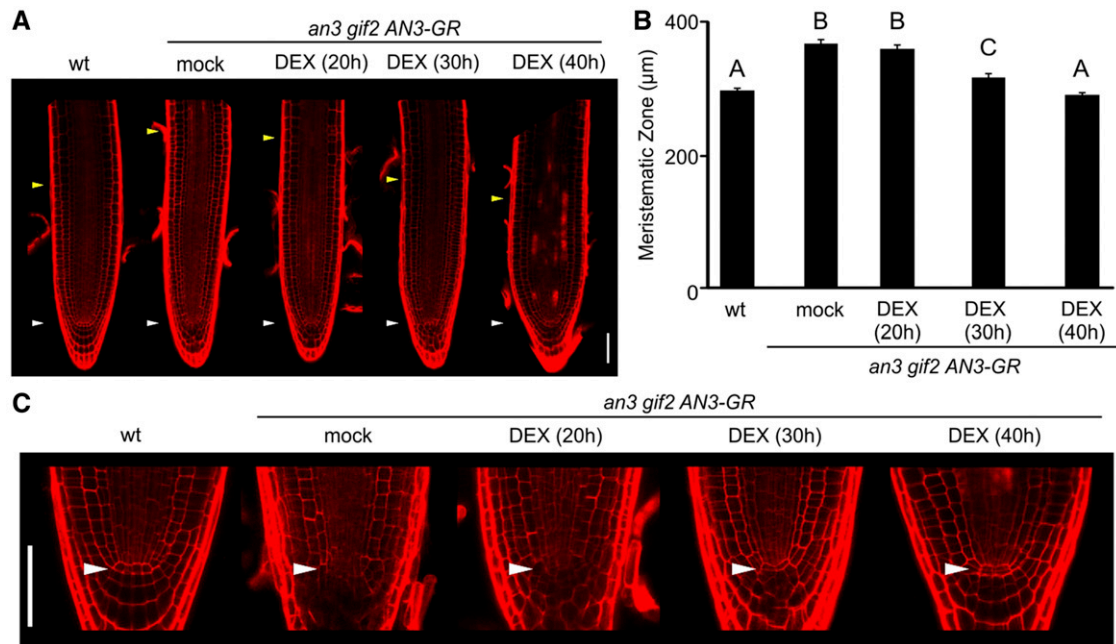 A
an3 gif2 AN3-GR
wt mock DEX (20h) DEX (30h) DEX (40h)
B
Meristematic Zone (µm)
400
200
0
A B B C A
wt mock DEX DEX DEX
(20h) (30h) (40h)
an3 gif2 AN3-GR
C
an3 gif2 AN3-GR
wt mock DEX (20h) DEX (30h) DEX (40h)